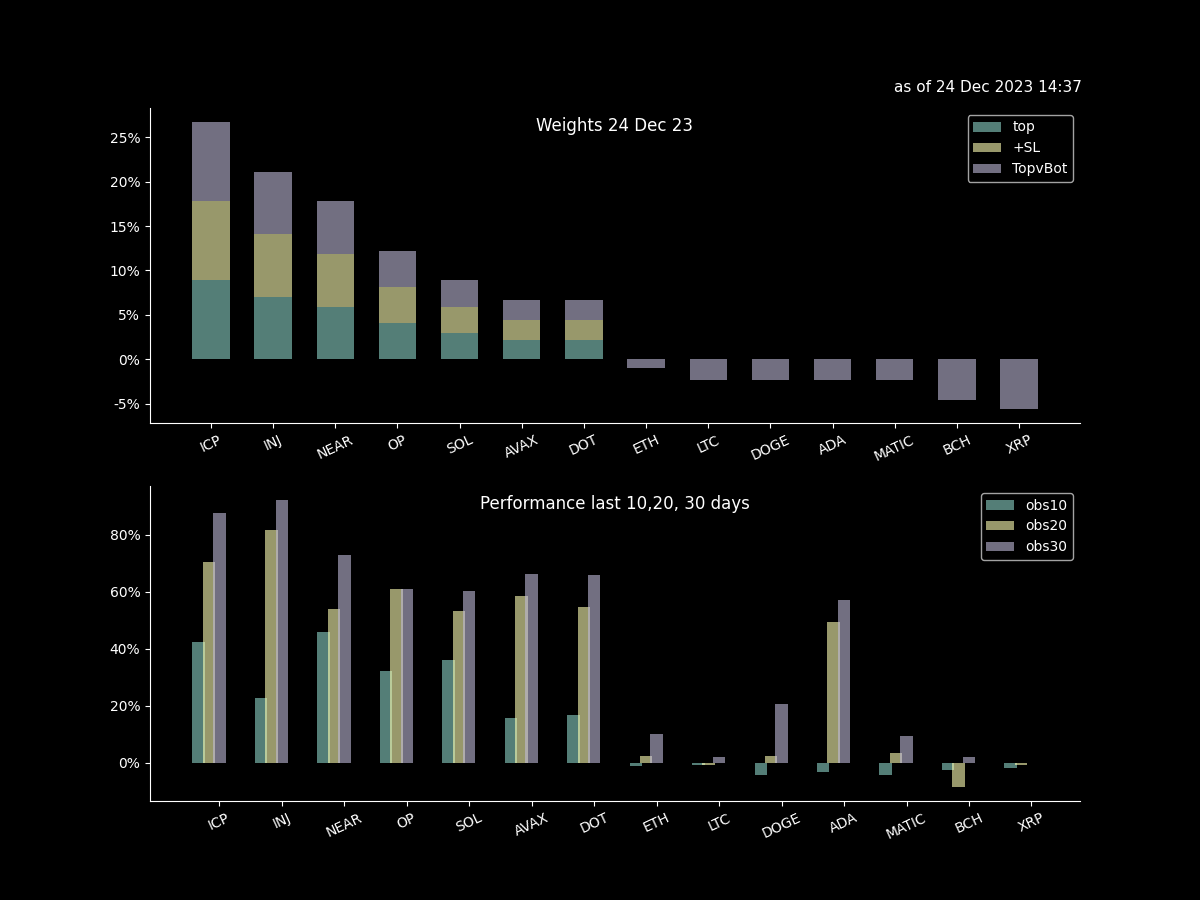 as of 24 Dec 2023 14:37
Weights 24 Dec 23
top
+SL
TopvBot
25%
20%
15%
10%
5%
0%
-5%
ICP INJ NEAR OP SOL AVAX DOT ETH LTC DOGE ADA MATIC BCH XRP
Performance last 10,20, 30 days
obs10
obs20
obs30
80%
60%
40%
20%
0%
ICP INJ NEAR OP SOL AVAX DOT ETH LTC DOGE ADA MATIC BCH XRP